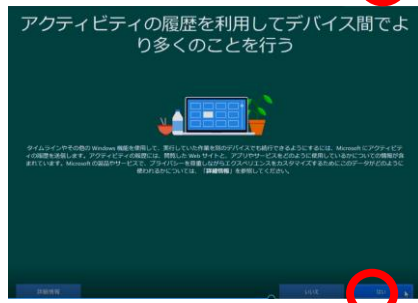 アクティビティの履歴を利用してデバイス間でよ
り多くのことを行う
タイムラインやその他の Windows 機能を使用して、実行していた作業を別のデバイスでも続行できるようにするには、Microsoft にアクティビテ
ィの履歴を送信します。アクティビティの履歴には、閲覧した Web サイトと、アプリやサービスをどのように使用しているかについての情報が含
まれています。Microsoft の製品やサービスで、プライバシーを尊重しながらエクスペリエンスをカスタマイズするためにこのデータがどのように
使われるかについては、「詳細情報」を参照してください。
詳細情報
いいえ
はい